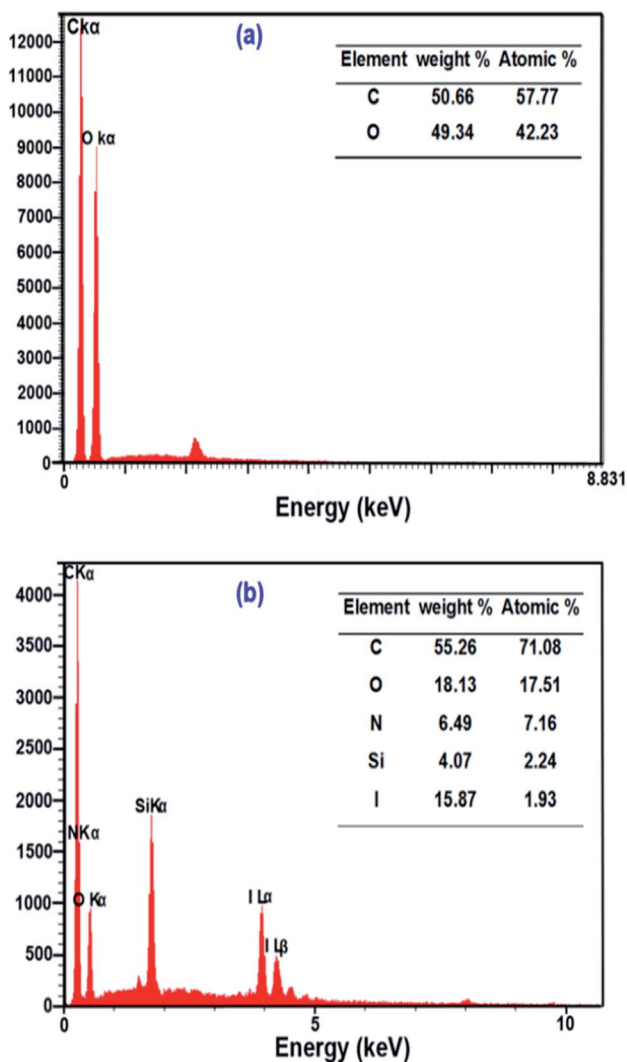 (a)
Ckα
O kα
12000
11000
10000
9000
8000
7000
6000
5000
4000
3000
2000
1000
0
0
8.831
Energy (keV)
Element weight % Atomic %
C 50.66 57.77
O 49.34 42.23
(b)
CKα
NKα
O Kα
SiKα
I Lα
I Lβ
4000
3500
3000
2500
2000
1500
1000
500
0
0 5 10
Energy (keV)
Element weight % Atomic %
C 55.26 71.08
O 18.13 17.51
N 6.49 7.16
Si 4.07 2.24
I 15.87 1.93